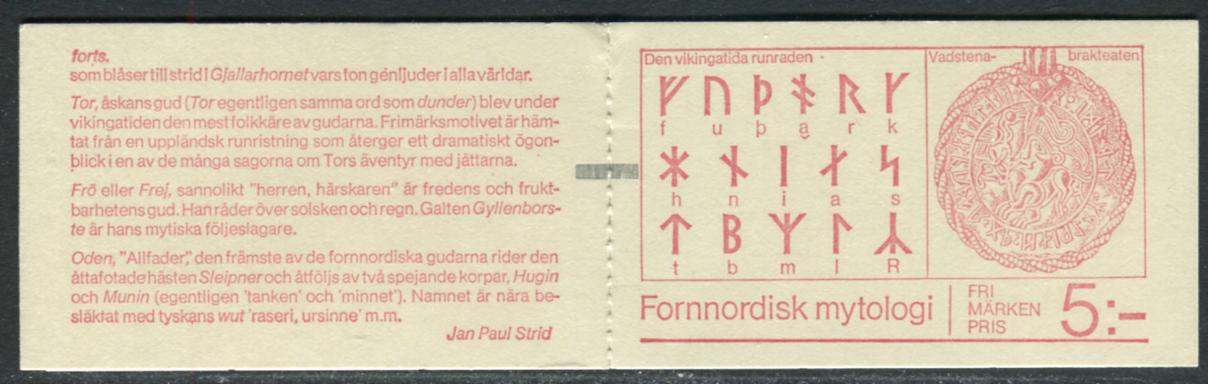 forts.
som blåser till strid i Gjallarhornet vars ton genljuder i alla världar.
Tor, åskans gud (Tor egentligen samma ord som dunder) blev under
vikingatiden den mest folkkäre av gudarna. Frimärksmotivet är häm-
tat från en uppländsk runristning som återger ett dramatiskt ögon-
blick i en av de många sagorna om Tors äventyr med jättarna.
Frö eller Frej, sannolikt "herren, härskaren" är fredens och frukt-
barhetens gud. Han råder över solsken och regn. Galten Gyllenbors-
te är hans mytiska följeslagare.
Oden, "Allfader", den främste av de fornnordiska gudarna rider den
åttafotade hästen Sleipner och åtföljs av två spejande korpar, Hugin
och Munin (egentligen 'tanken' och 'minnet'). Namnet är nära be-
släktat med tyskans wut 'raseri, ursinne' m.m.
Jan Paul Strid
Den vikingatida runraden
ᚠ ᚢ ᚦ ᚬ ᚱ ᚴ
f u þ ą r k
ᚼ ᚾ ᛁ ᛅ ᛋ
h n i a s
ᛏ ᛒ ᛘ ᛚ ᛦ
t b m l R
Vadstena-brakteaten
Fornnordisk mytologi
FRI
MÄRKEN
PRIS
5:-